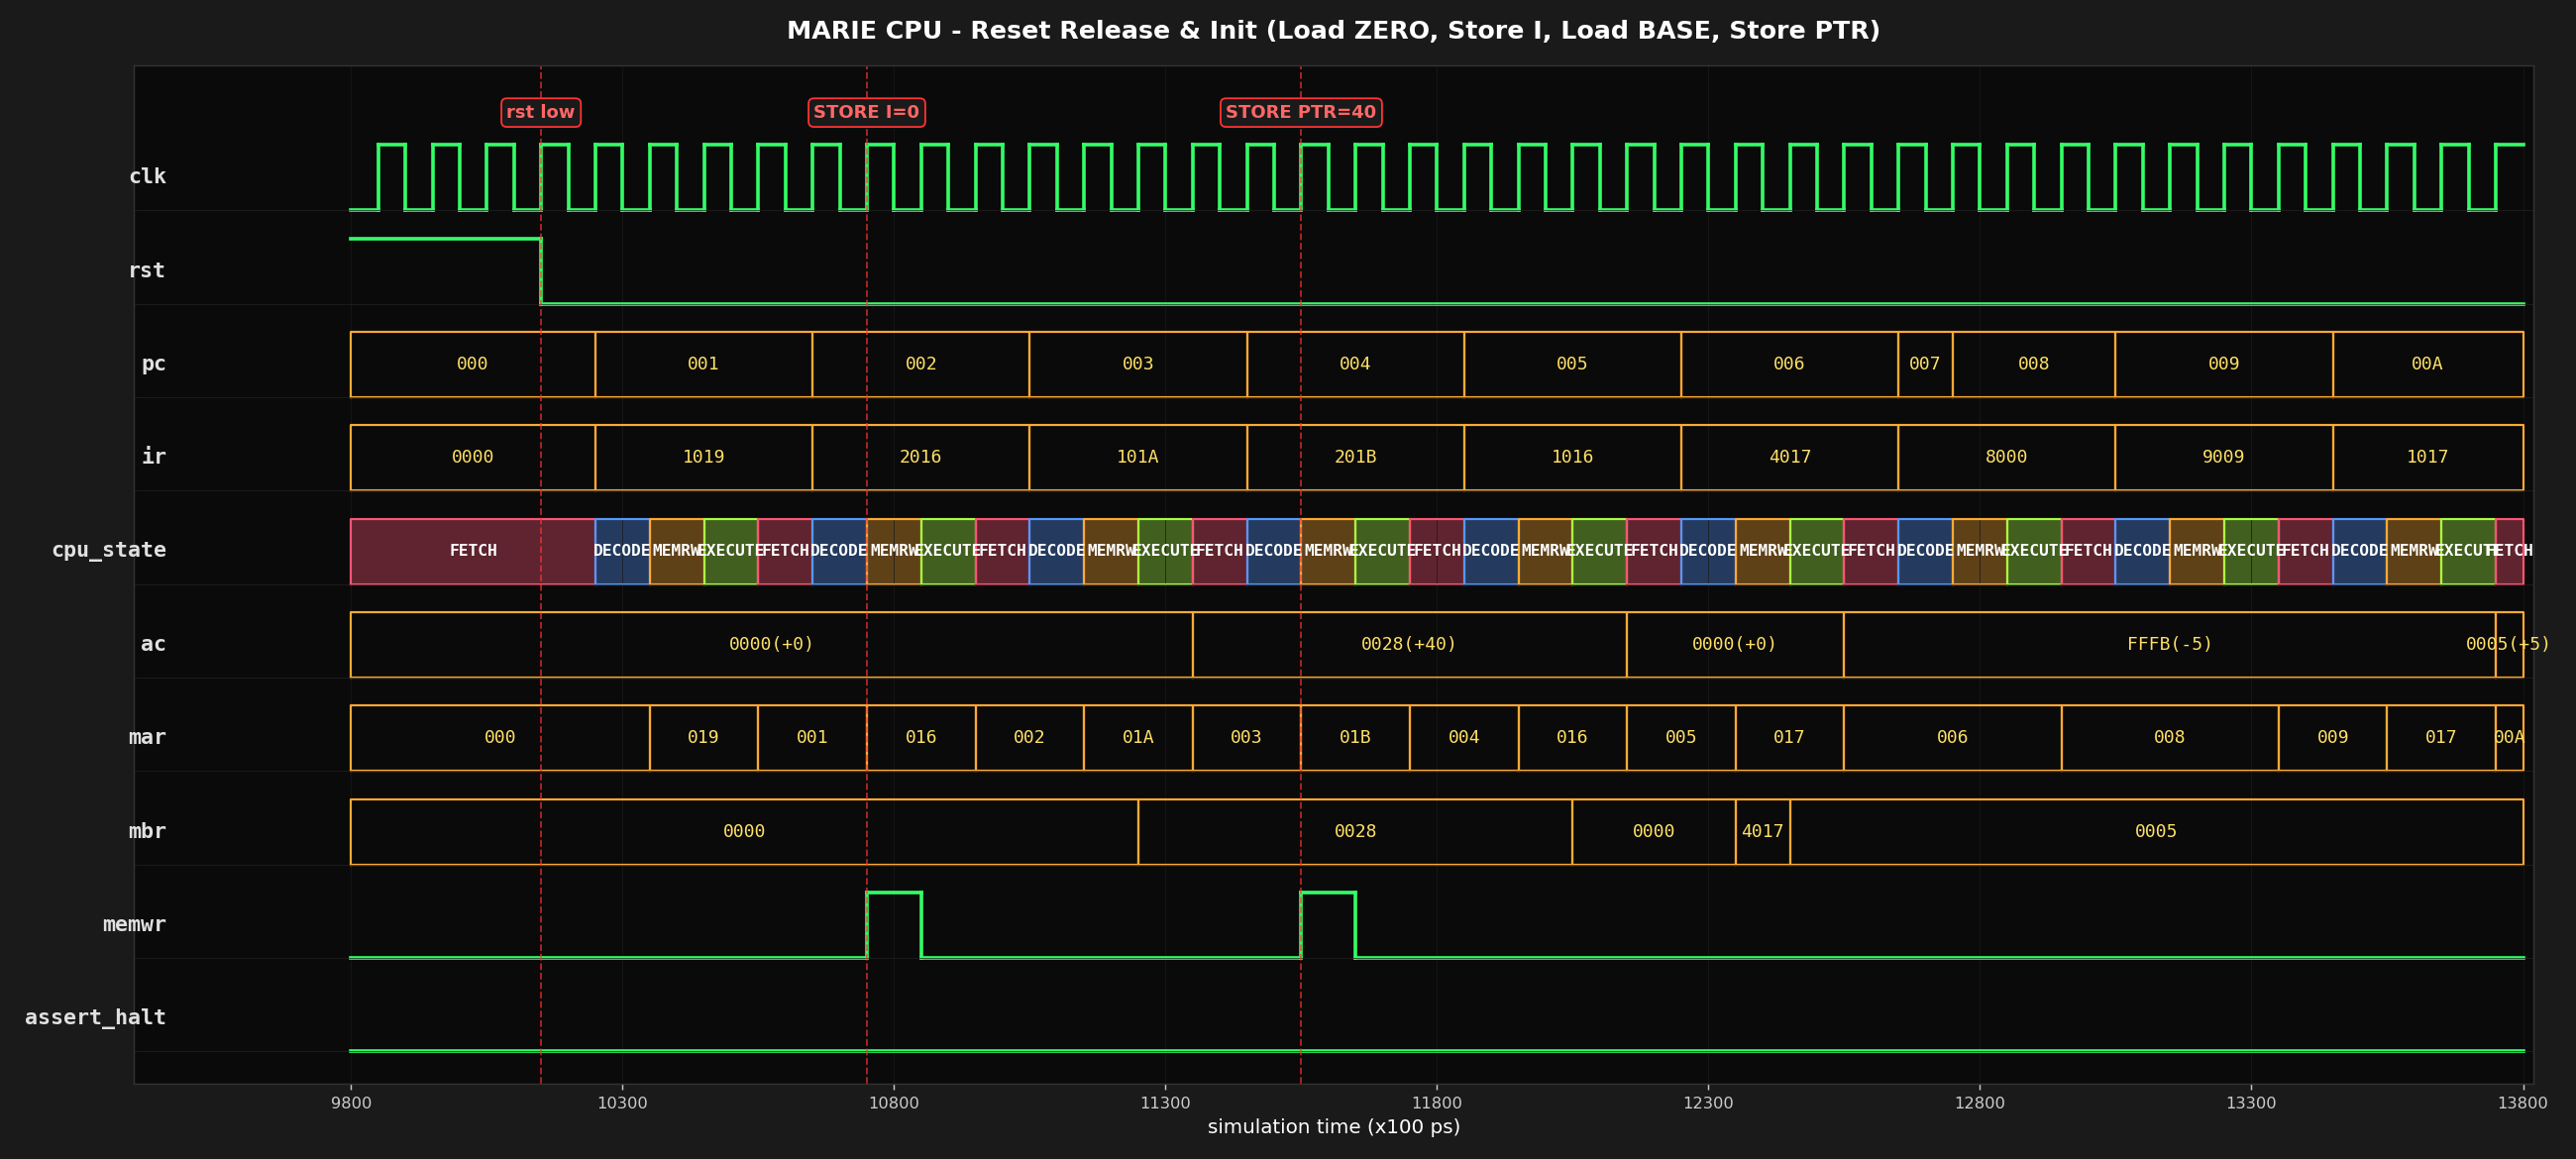 MARIE CPU - Reset Release & Init (Load ZERO, Store I, Load BASE, Store PTR)
rst low STORE I=0 STORE PTR=40
clk
rst
pc 000 001 002 003 004 005 006 007 008 009 00A
ir 0000 1019 2016 101A 201B 1016 4017 8000 9009 1017
cpu_state FETCH DECODE MEMRW EXECUTE FETCH DECODE MEMRW EXECUTE FETCH DECODE MEMRW EXECUTE FETCH DECODE MEMRW EXECUTE FETCH DECODE MEMRW EXECUTE FETCH DECODE MEMRW EXECUTE FETCH DECODE MEMRW EXECUTE FETCH DECODE MEMRW EXECUTE FETCH DECODE MEMRW EXECUTE FETCH
ac 0000(+0) 0028(+40) 0000(+0) FFFB(-5) 0005(+5)
mar 000 019 001 016 002 01A 003 01B 004 016 005 017 006 008 009 017 00A
mbr 0000 0028 0000 4017 0005
memwr
assert_halt
9800 10300 10800 11300 11800 12300 12800 13300 13800
simulation time (x100 ps)